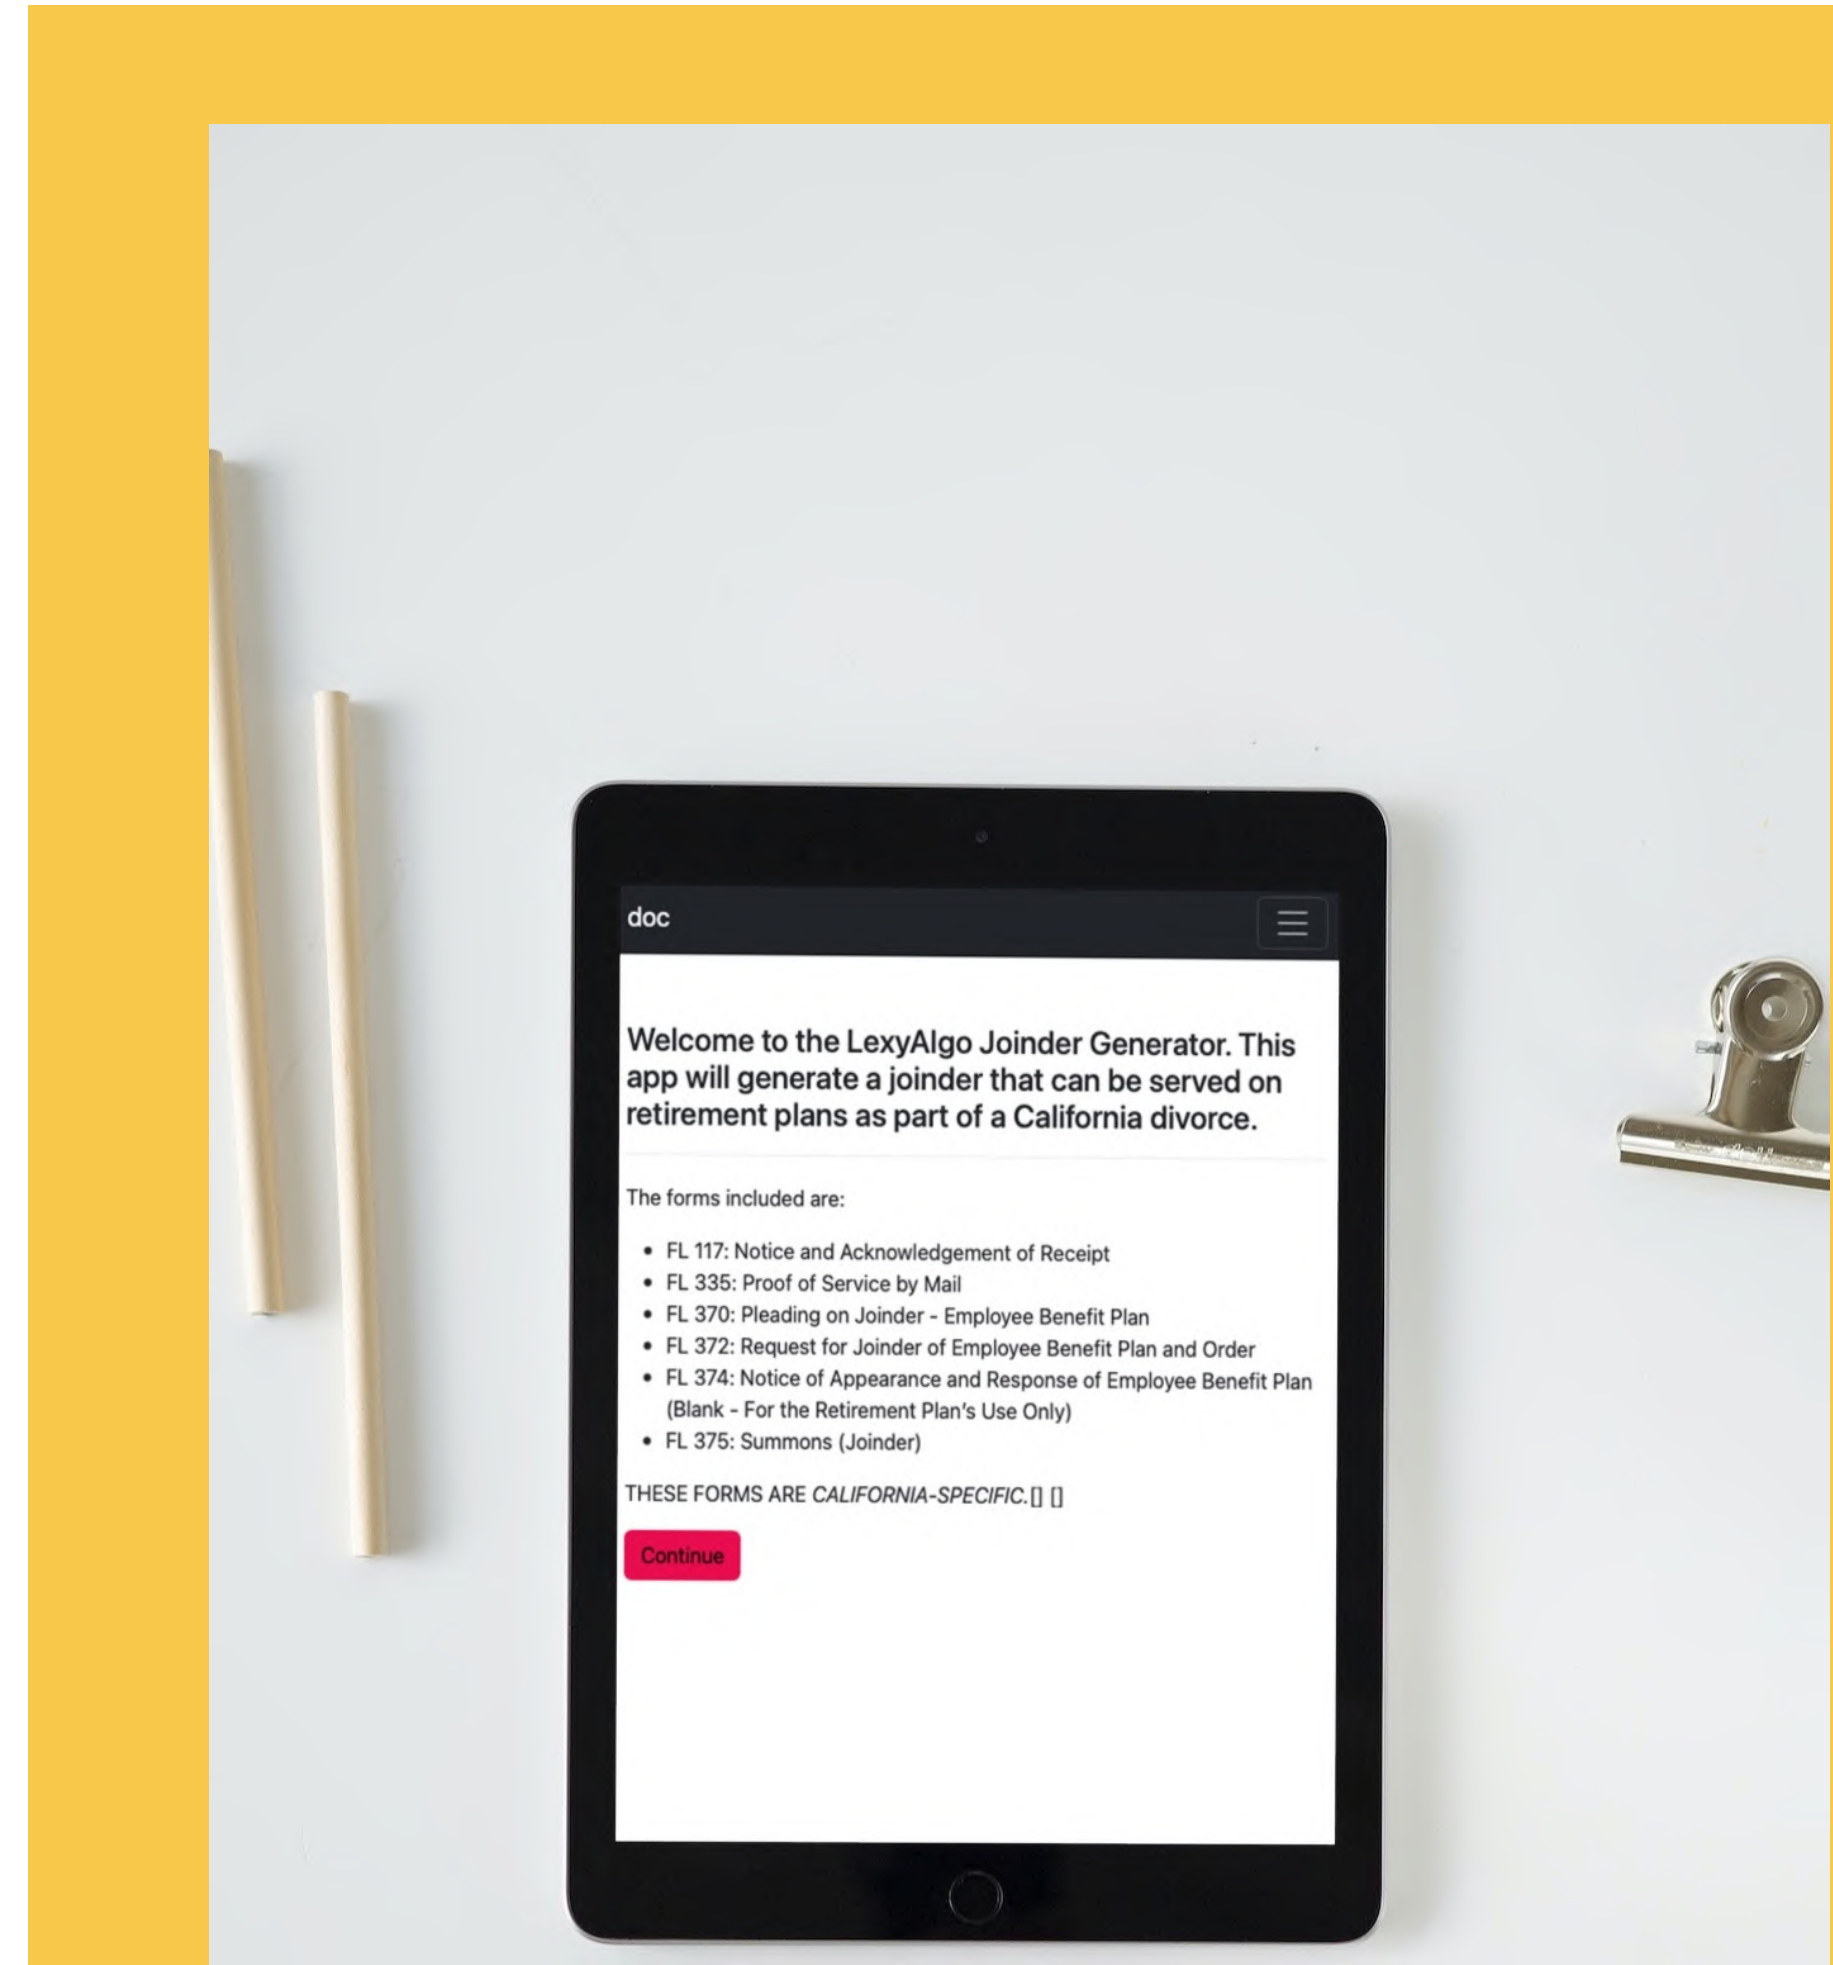 doc
Welcome to the LexyAlgo Joinder Generator. This
app will generate a joinder that can be served on
retirement plans as part of a California divorce.
The forms included are:
• FL 117: Notice and Acknowledgement of Receipt
• FL 335: Proof of Service by Mail
• FL 370: Pleading on Joinder - Employee Benefit Plan
• FL 372: Request for Joinder of Employee Benefit Plan and Order
• FL 374: Notice of Appearance and Response of Employee Benefit Plan
(Blank - For the Retirement Plan's Use Only)
• FL 375: Summons (Joinder)
THESE FORMS ARE CALIFORNIA-SPECIFIC.[] []
Continue